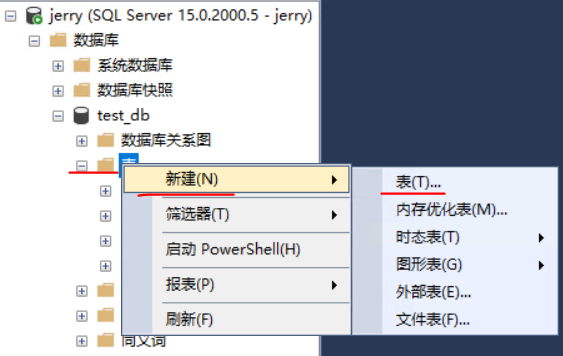 jerry (SQL Server 15.0.2000.5 - jerry)
数据库
系统数据库
数据库快照
test_db
数据库关系图
表
新建(N)
筛选器(T)
启动 PowerShell(H)
报表(P)
刷新(F)
表(T)...
内存优化表(M)...
时态表(T)
图形表(G)
外部表(E)...
文件表(F)...
同义词